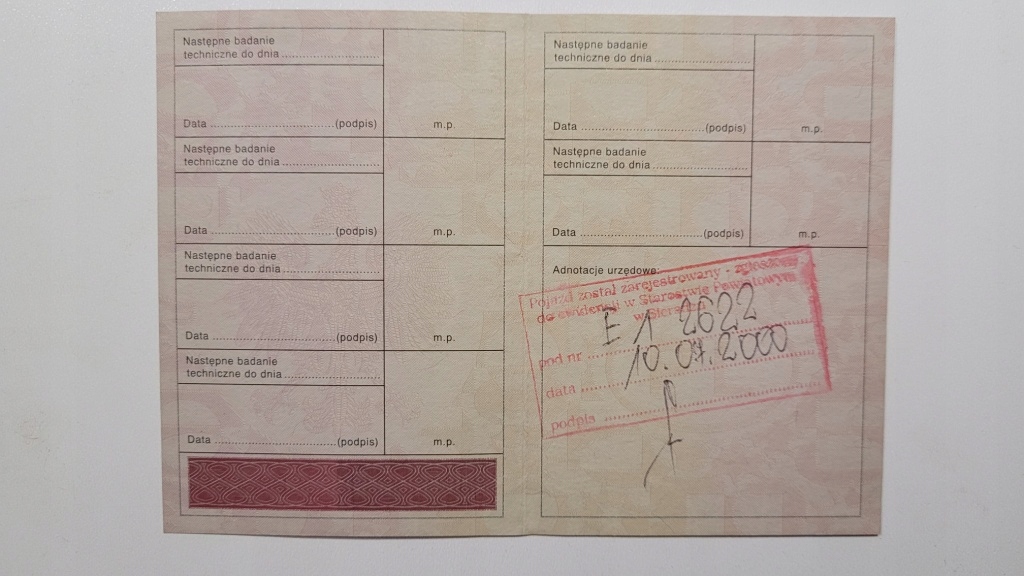 Następne badanie
techniczne do dnia ..............................
Data ..............................(podpis)
m.p.
Następne badanie
techniczne do dnia ..............................
Data ..............................(podpis)
m.p.
Następne badanie
techniczne do dnia ..............................
Data ..............................(podpis)
m.p.
Następne badanie
techniczne do dnia ..............................
Data ..............................(podpis)
m.p.
Następne badanie
techniczne do dnia ..............................
Data ..............................(podpis)
m.p.
Następne badanie
techniczne do dnia ..............................
Data ..............................(podpis)
m.p.
Adnotacje urzędowe:
Pojazd został zarejestrowany - zgłoszony
do ewidencji w Starostwie Powiatowym
w
pod nr .......... E 1 2622
data .......... 10.07.2000
podpis ..............................